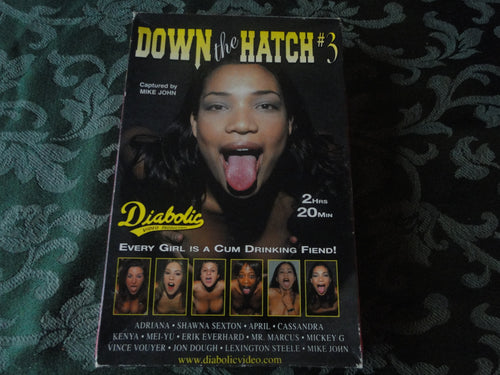 DOWN the HATCH #3
Captured by
MIKE JOHN
2 HRS
20 MIN
Diabolic
VIDEO PRODUCTIONS
EVERY GIRL IS A CUM DRINKING FIEND!
ADRIANA • SHAWNA SEXTON • APRIL • CASSANDRA
KENYA • MEI-YU • ERIK EVERHARD • MR. MARCUS • MICKEY G
VINCE VOUYER • JON DOUGH • LEXINGTON STEELE • MIKE JOHN
www.diabolicvideo.com